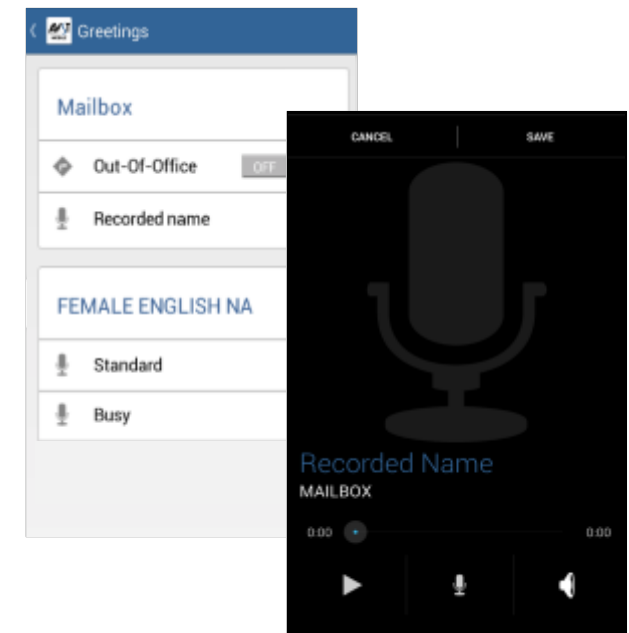 Greetings
Mailbox
Out-Of-Office OFF
Recorded name
FEMALE ENGLISH NA
Standard
Busy
CANCEL SAVE
Recorded Name
MAILBOX
0:00 0:00